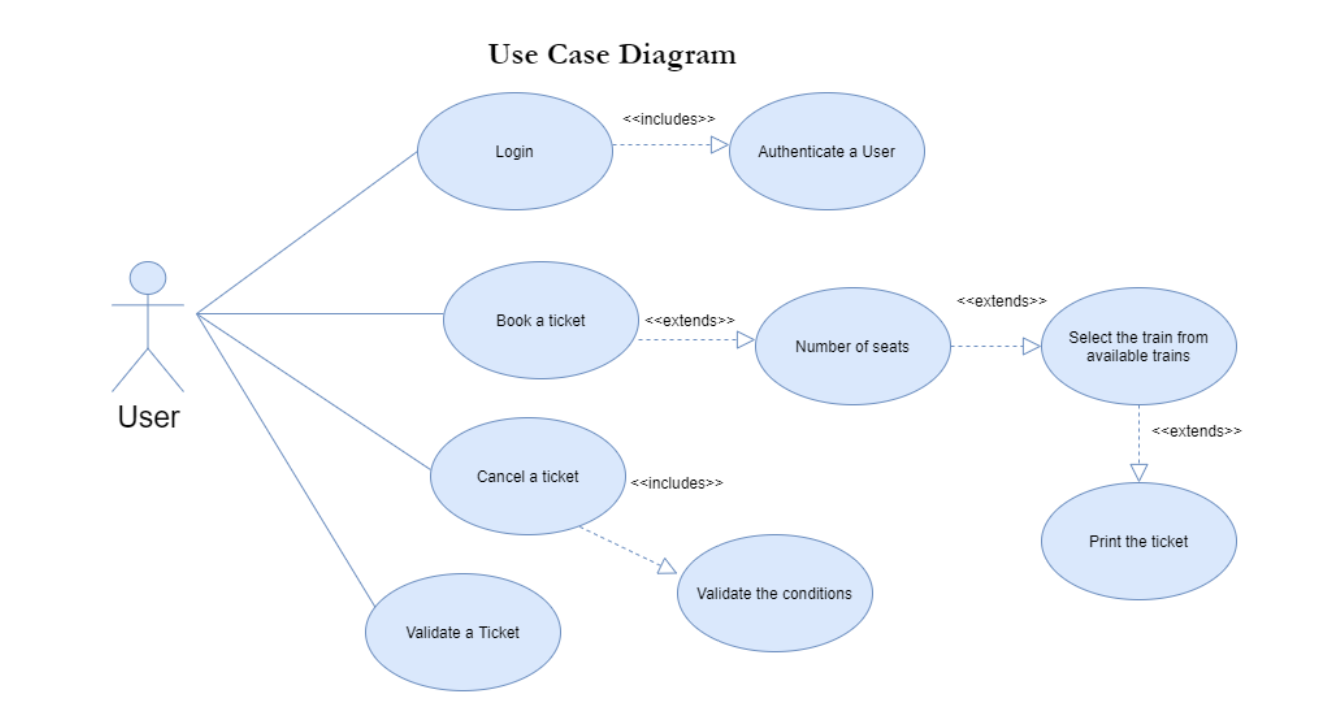 Use Case Diagram
<<includes>>
Login
Authenticate a User
<<extends>>
Book a ticket
<<extends>>
Number of seats
Select the train from
available trains
User
<<extends>>
Cancel a ticket
<<includes>>
Print the ticket
Validate the conditions
Validate a Ticket